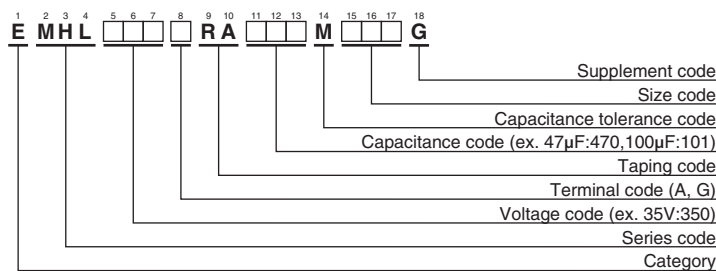 1 2 3 4 5 6 7 8 9 10 11 12 13 14 15 16 17 18
E MHL □□□ □ RA □□□ M □□□ G
Supplement code
Size code
Capacitance tolerance code
Capacitance code (ex. 47µF:470,100µF:101)
Taping code
Terminal code (A, G)
Voltage code (ex. 35V:350)
Series code
Category